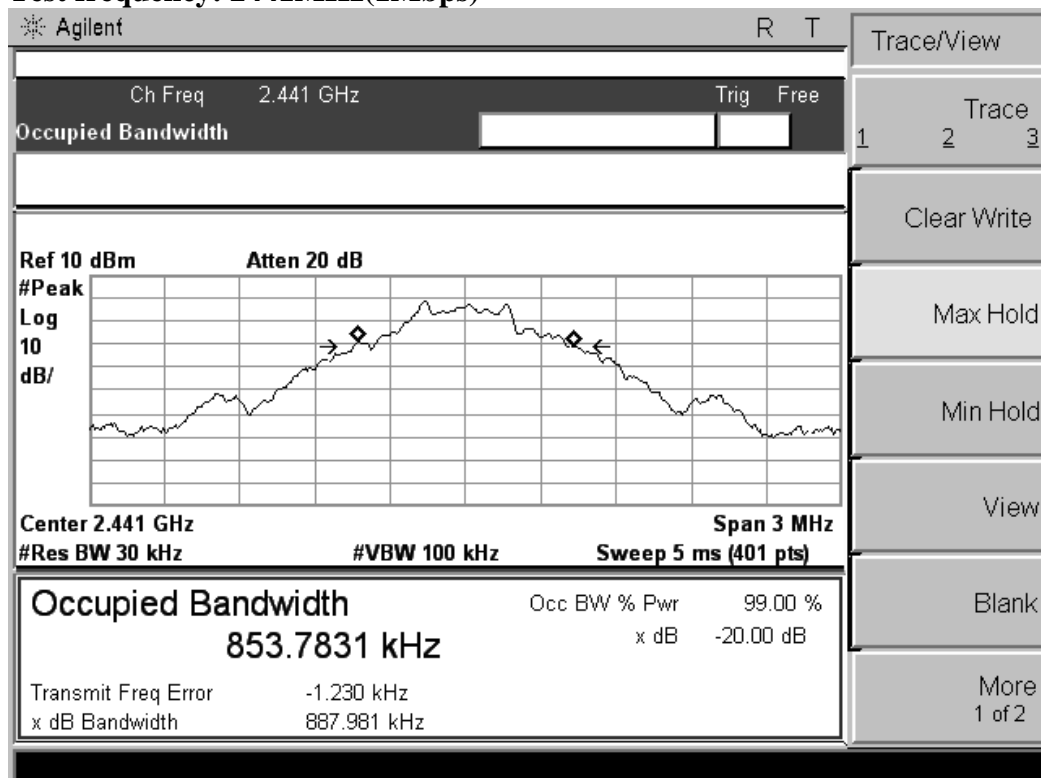 Agilent R T
Trace/View
Ch Freq 2.441 GHz Trig Free
Occupied Bandwidth
Trace
1 2 3
Clear Write
Ref 10 dBm Atten 20 dB
#Peak
Log
10
dB/
Max Hold
Min Hold
View
Center 2.441 GHz Span 3 MHz
#Res BW 30 kHz #VBW 100 kHz Sweep 5 ms (401 pts)
Occupied Bandwidth
853.7831 kHz
Occ BW % Pwr 99.00 %
x dB -20.00 dB
Transmit Freq Error -1.230 kHz
x dB Bandwidth 887.981 kHz
Blank
More
1 of 2